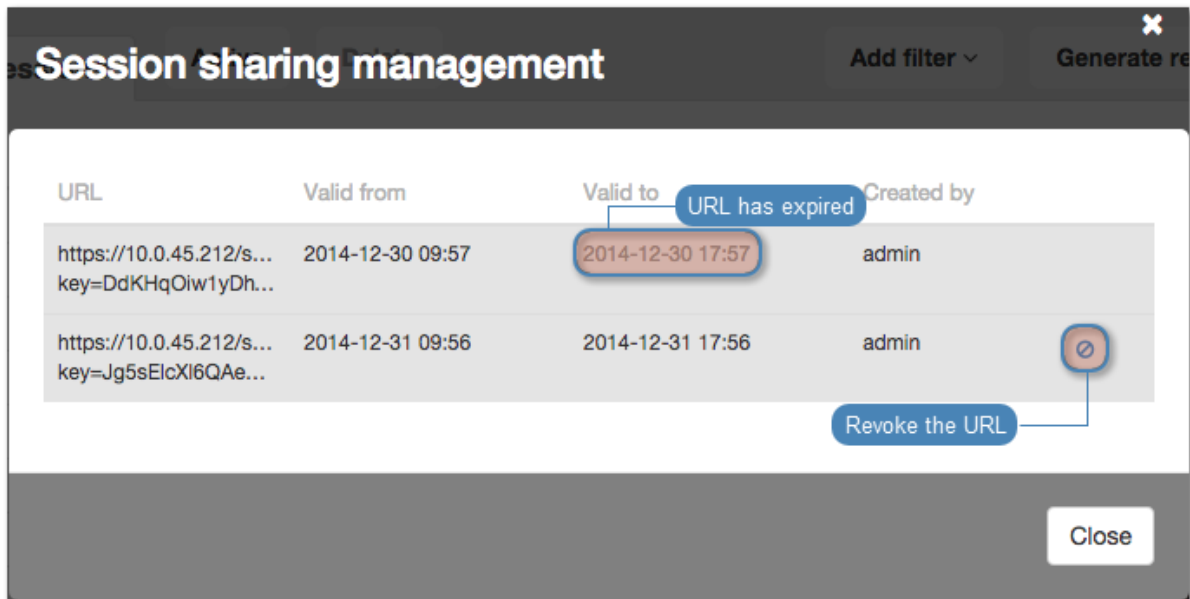 Session sharing management
Add filter
Generate re
URL Valid from Valid to Created by
URL has expired
https://10.0.45.212/s... 2014-12-30 09:57 2014-12-30 17:57 admin
key=DdKHqOiw1yDh...
https://10.0.45.212/s... 2014-12-31 09:56 2014-12-31 17:56 admin
key=Jg5sElcXl6QAe...
Revoke the URL
Close